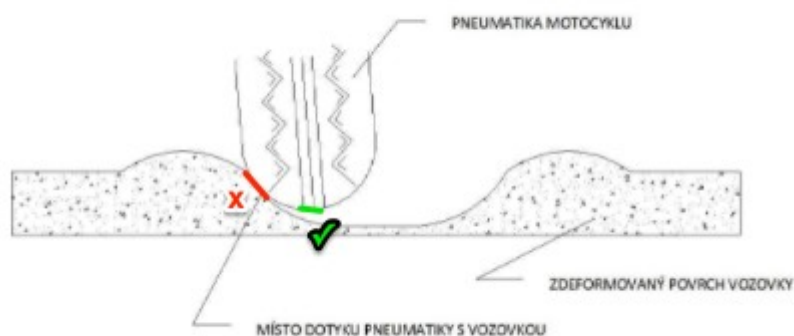 PNEUMATIKA MOTOCYKLU
X
ZDEFORMOVANÝ POVRCH VOZOVKY
MÍSTO DOTYKU PNEUMATIKY S VOZOVKOU